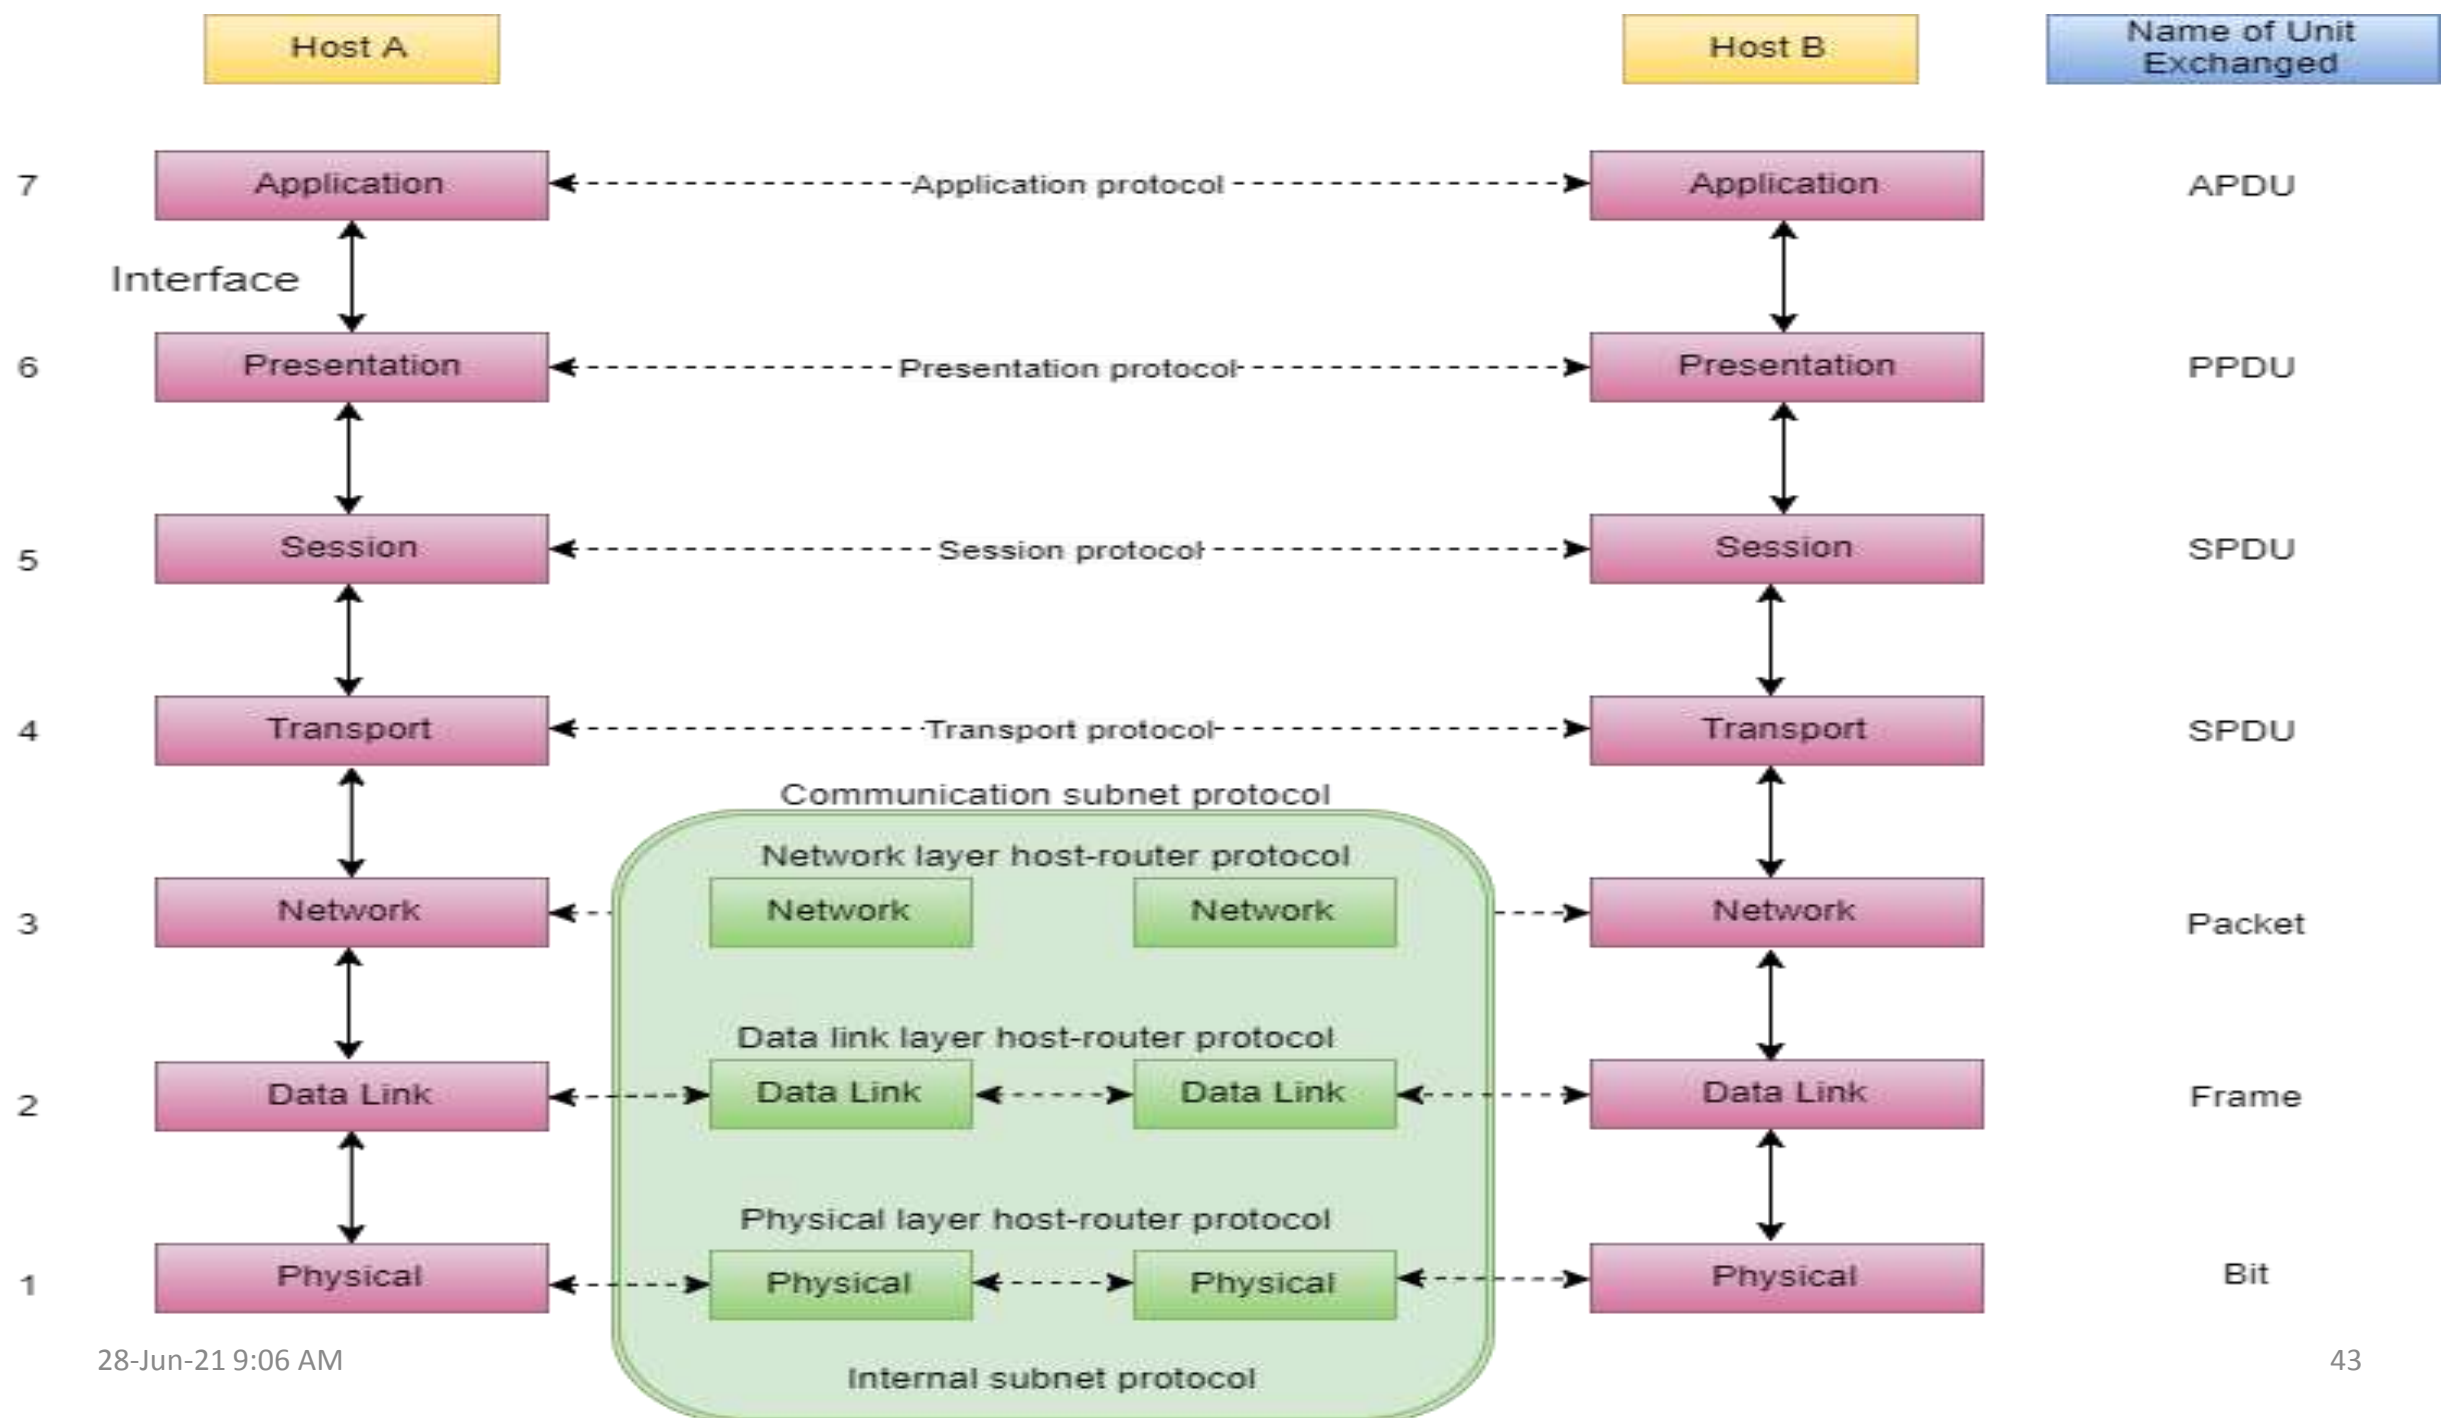 Host A
Host B
Name of Unit
Exchanged
7
Application
Application protocol
Application
APDU
Interface
6
Presentation
Presentation protocol
Presentation
PPDU
5
Session
Session protocol
Session
SPDU
4
Transport
Transport protocol
Transport
SPDU
Communication subnet protocol
Network layer host-router protocol
3
Network
Network
Network
Network
Packet
Data link layer host-router protocol
2
Data Link
Data Link
Data Link
Data Link
Frame
Physical layer host-router protocol
1
Physical
Physical
Physical
Physical
Bit
28-Jun-21 9:06 AM
Internal subnet protocol
43